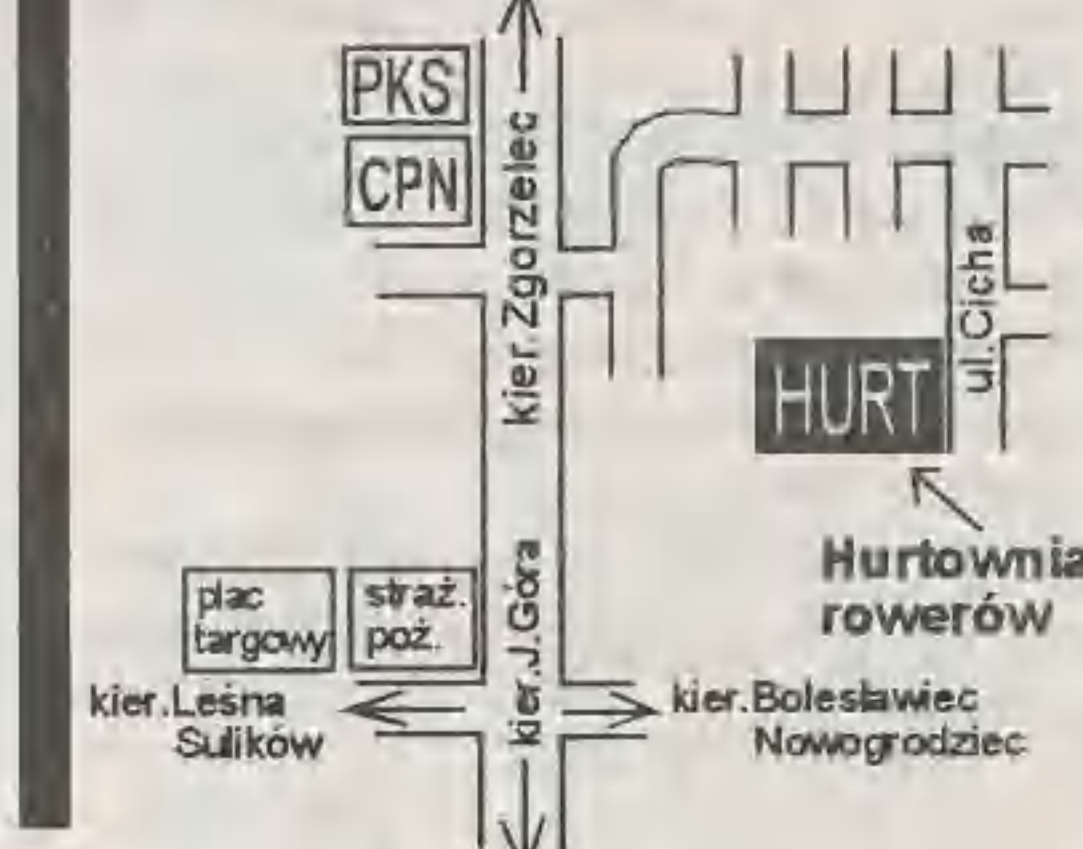 PKS
CPN
kier.Zgorzelec
ul.Cicha
HURT
Hurtownia
rowerów
kier.J.Góra
plac
targowy
straż.
poż.
kier.Leśna
Sulików
kier.Bolesławiec
Nowogrodziec